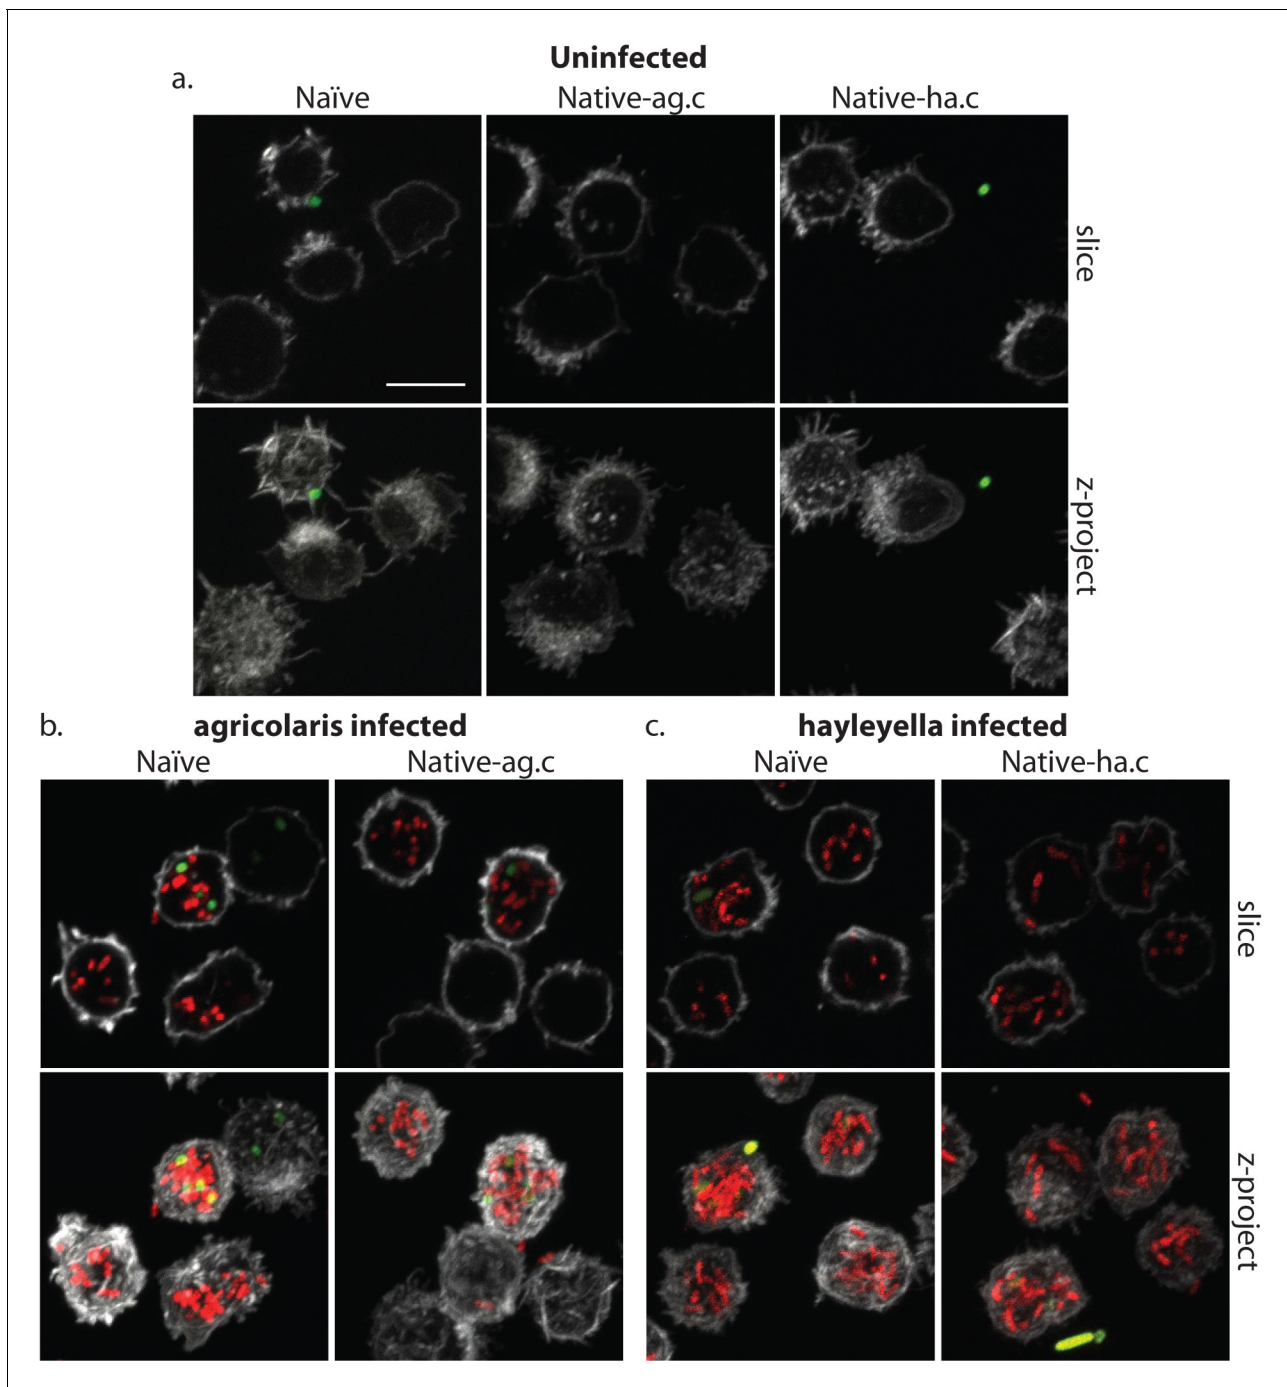 Uninfected
a.
Naïve
Native-ag.c
Native-ha.c
slice
z-project
b.
agricolaris infected
Naïve
Native-ag.c
c.
hayleyella infected
Naïve
Native-ha.c
slice
z-project